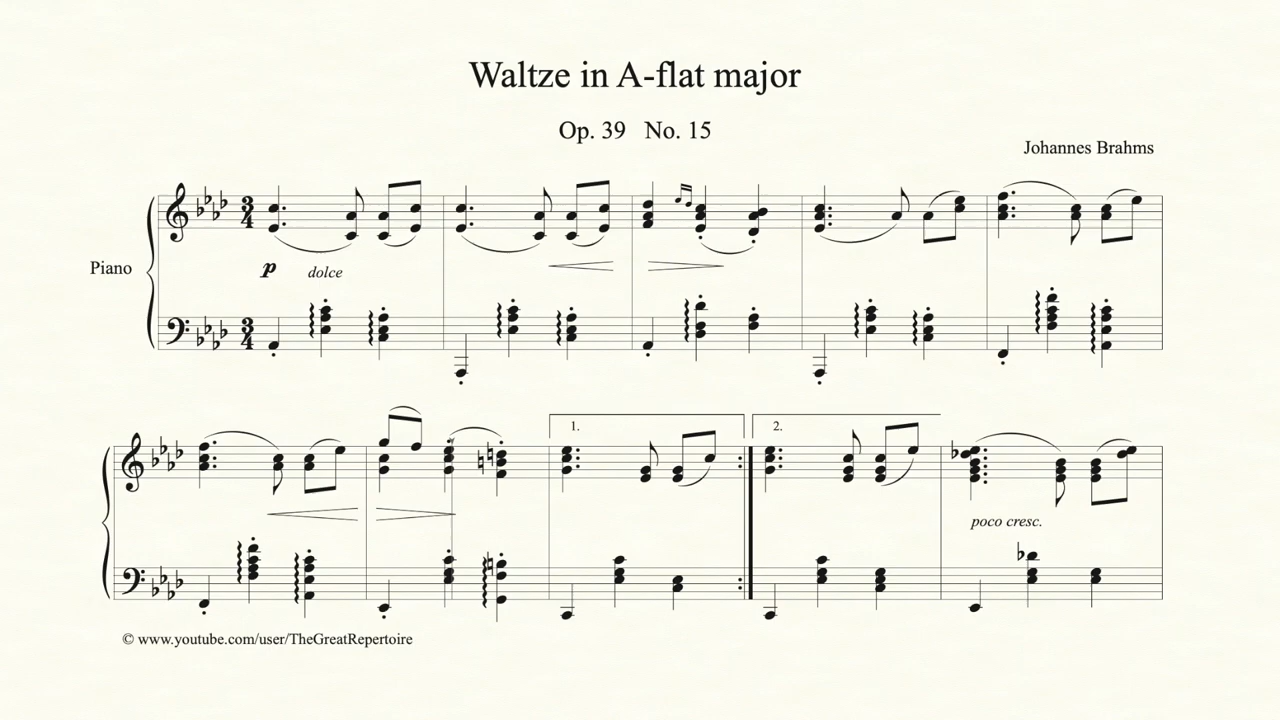 Waltze in A-flat major
Op. 39 No. 15
Johannes Brahms
Piano
p dolce
1. 2.
poco cresc.
© www.youtube.com/user/TheGreatRepertoire